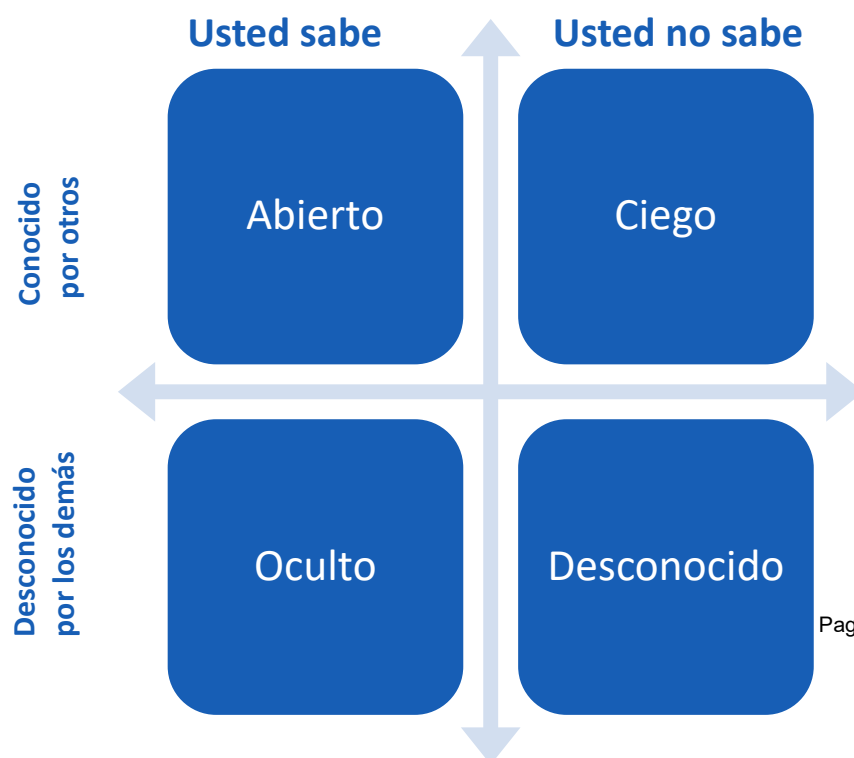 Usted sabe
Usted no sabe
Conocido
por otros
Abierto
Ciego
Desconocido
por los demás
Oculto
Desconocido
Pag